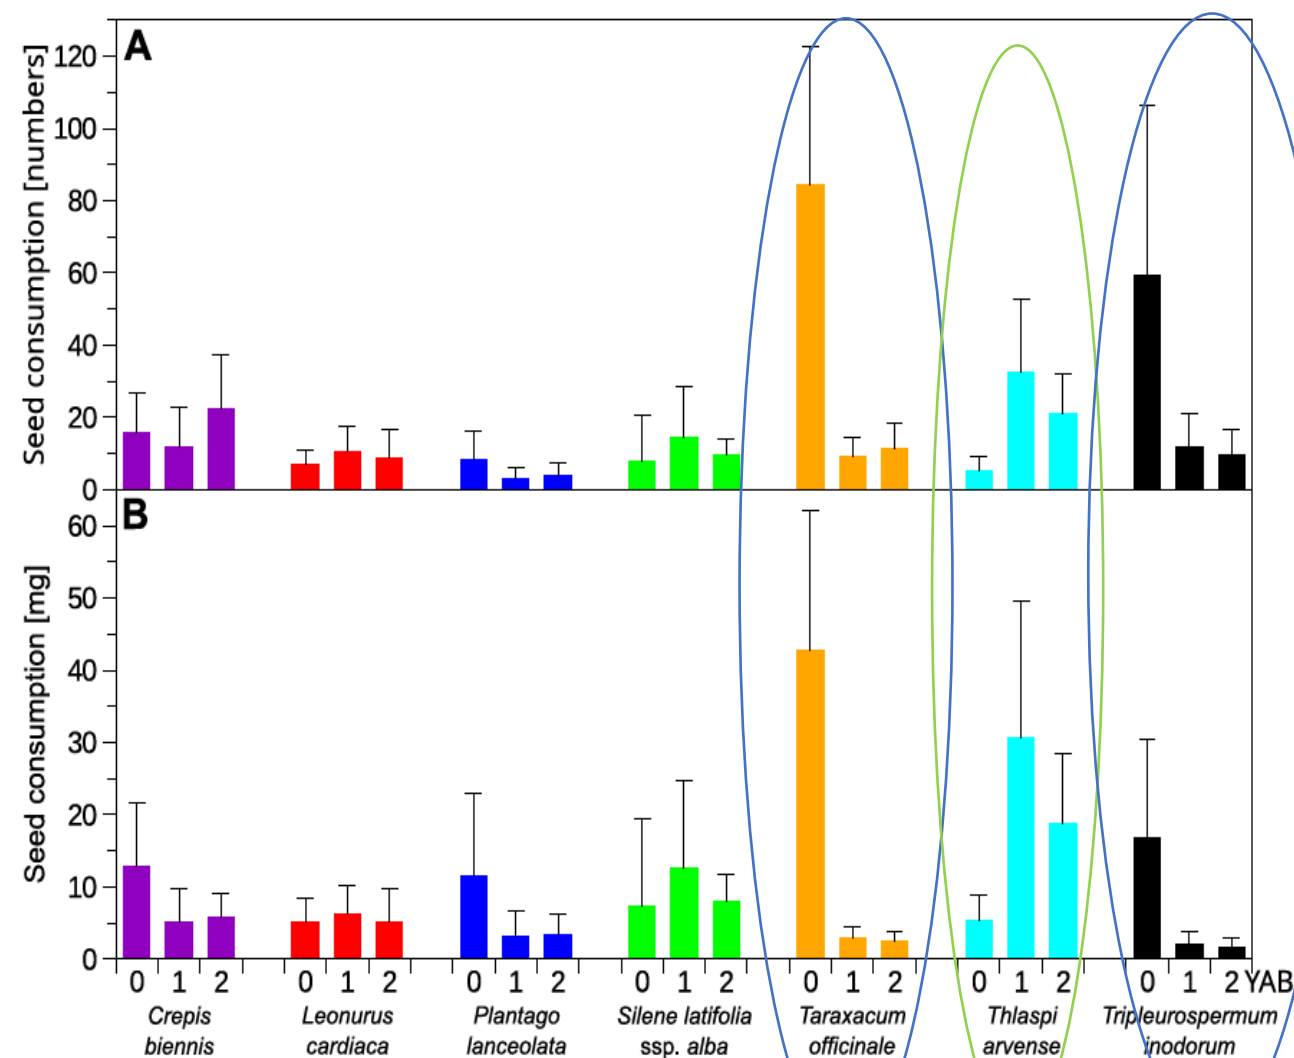 A
Seed consumption [numbers]
120
100
80
60
40
20
0
B
Seed consumption [mg]
60
50
40
30
20
10
0
0 1 2 0 1 2 0 1 2 0 1 2 0 1 2 0 1 2 0 1 2 YAB
Crepis Leonurus Plantago Silene latifolia Taraxacum Thlaspi Tripleurospermum
biennis cardiaca lanceolata ssp. alba officinale arvense inodorum